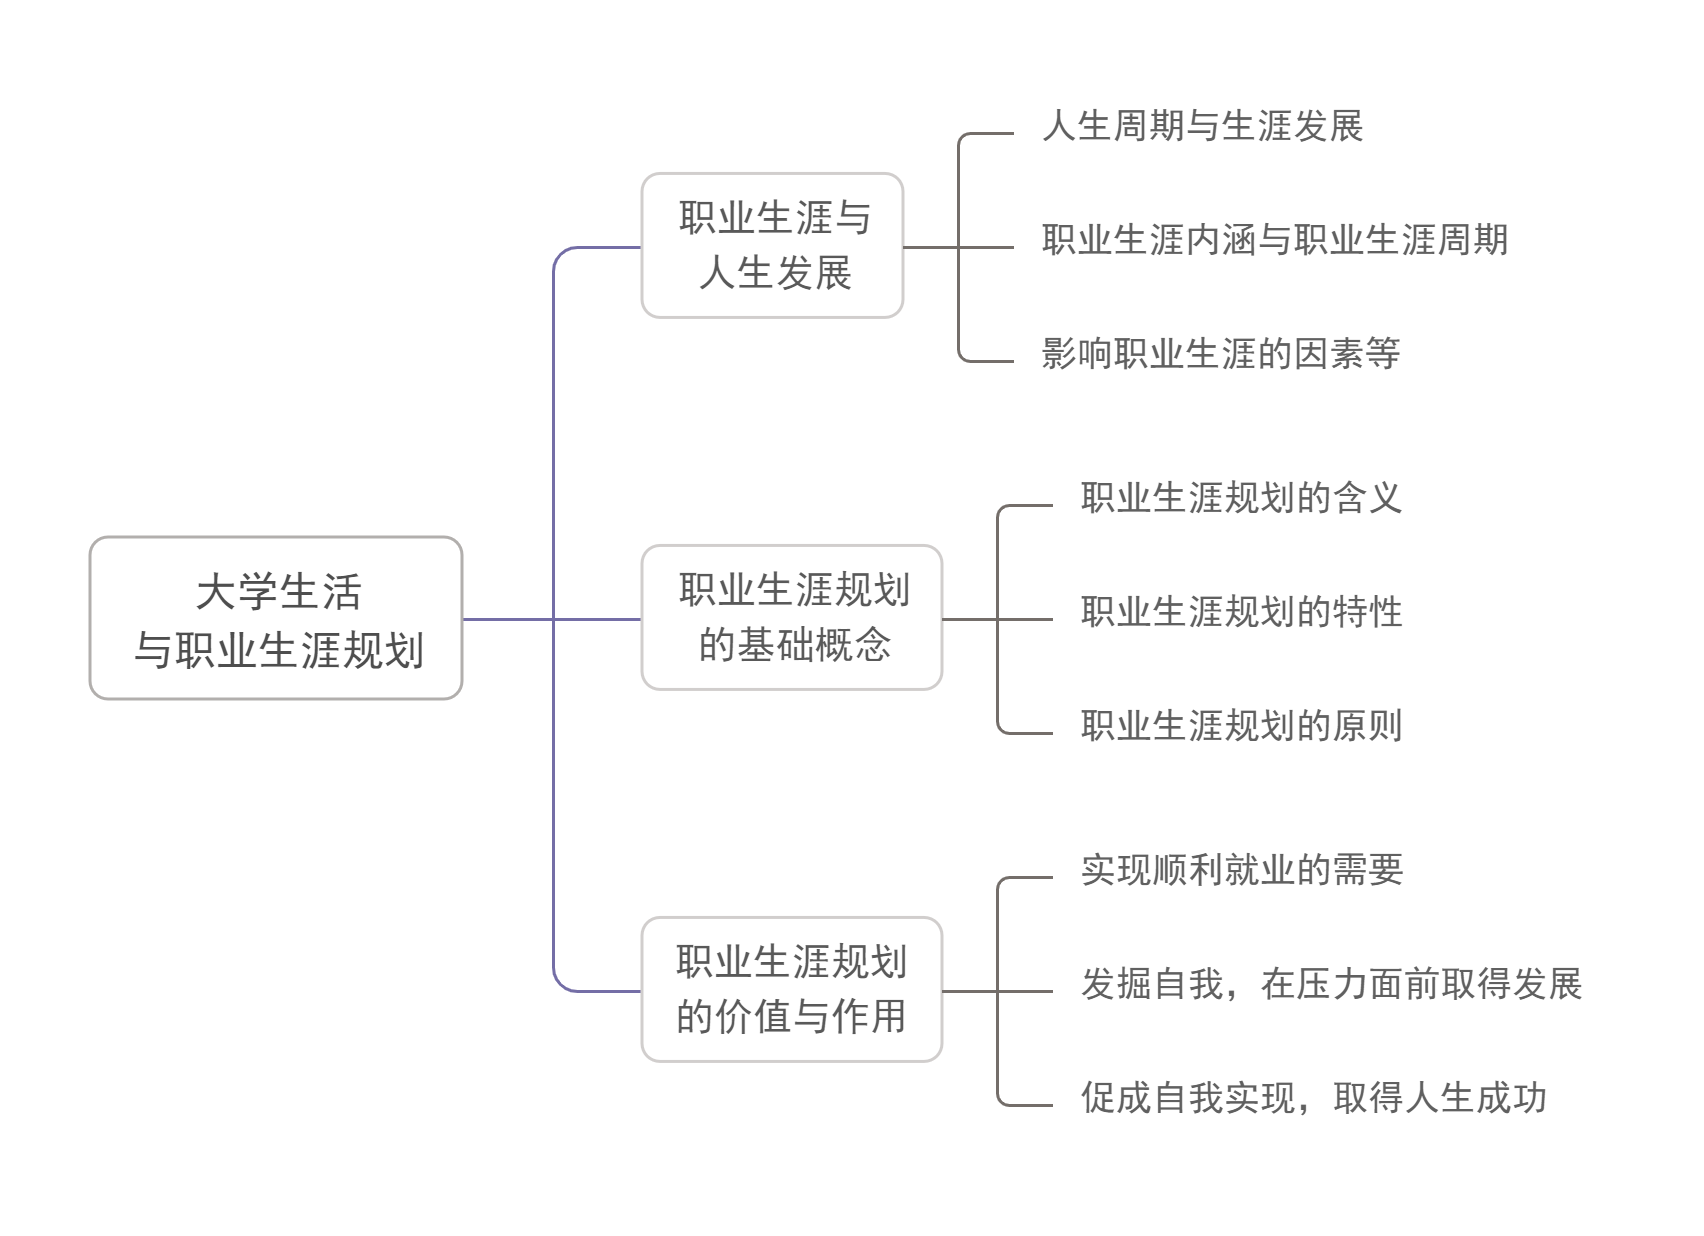 大学生活
与职业生涯规划
职业生涯与
人生发展
人生周期与生涯发展
职业生涯内涵与职业生涯周期
影响职业生涯的因素等
职业生涯规划
的基础概念
职业生涯规划的含义
职业生涯规划的特性
职业生涯规划的原则
职业生涯规划
的价值与作用
实现顺利就业的需要
发掘自我，在压力面前取得发展
促成自我实现，取得人生成功